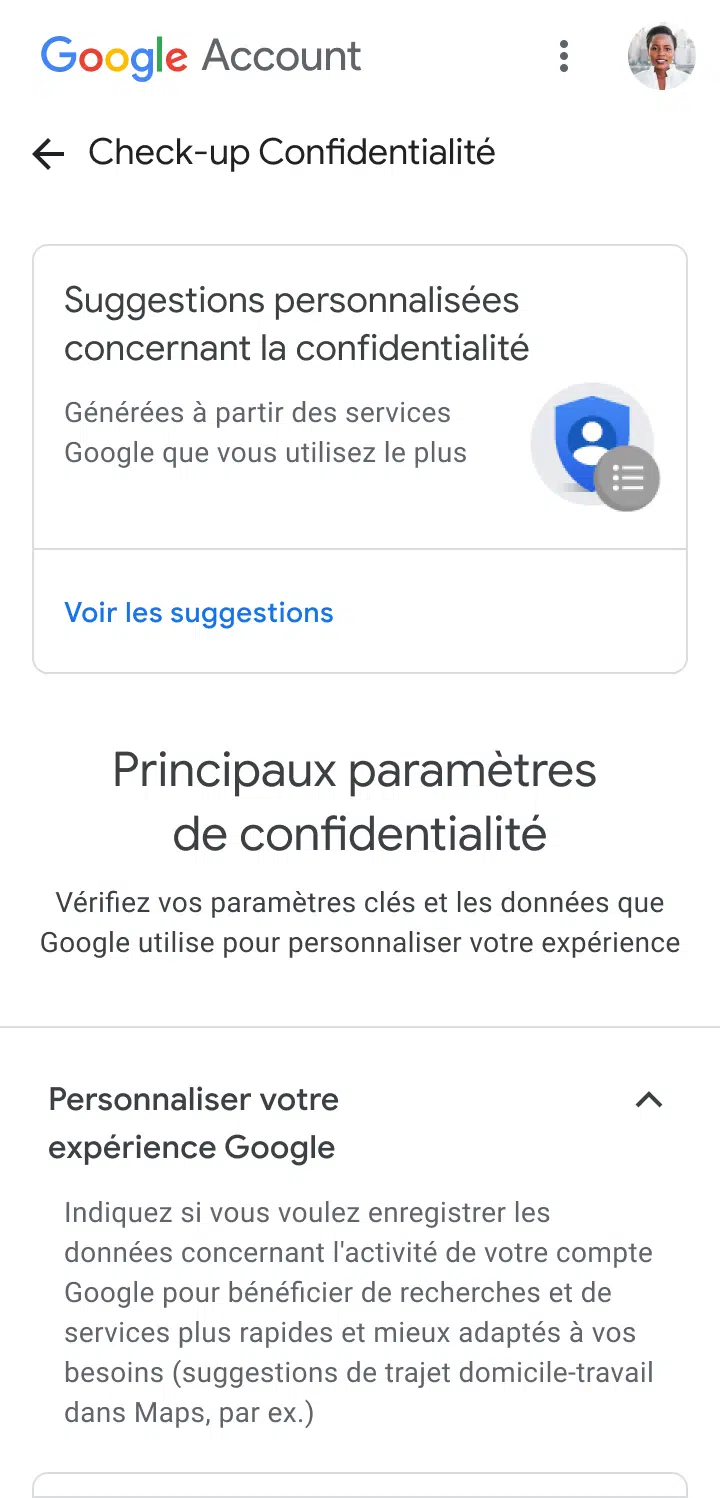 Google Account
Check-up Confidentialité
Suggestions personnalisées
concernant la confidentialité
Générées à partir des services
Google que vous utilisez le plus
Voir les suggestions
Principaux paramètres
de confidentialité
Vérifiez vos paramètres clés et les données que
Google utilise pour personnaliser votre expérience
Personnaliser votre
expérience Google
Indiquez si vous voulez enregistrer les
données concernant l'activité de votre compte
Google pour bénéficier de recherches et de
services plus rapides et mieux adaptés à vos
besoins (suggestions de trajet domicile-travail
dans Maps, par ex.)